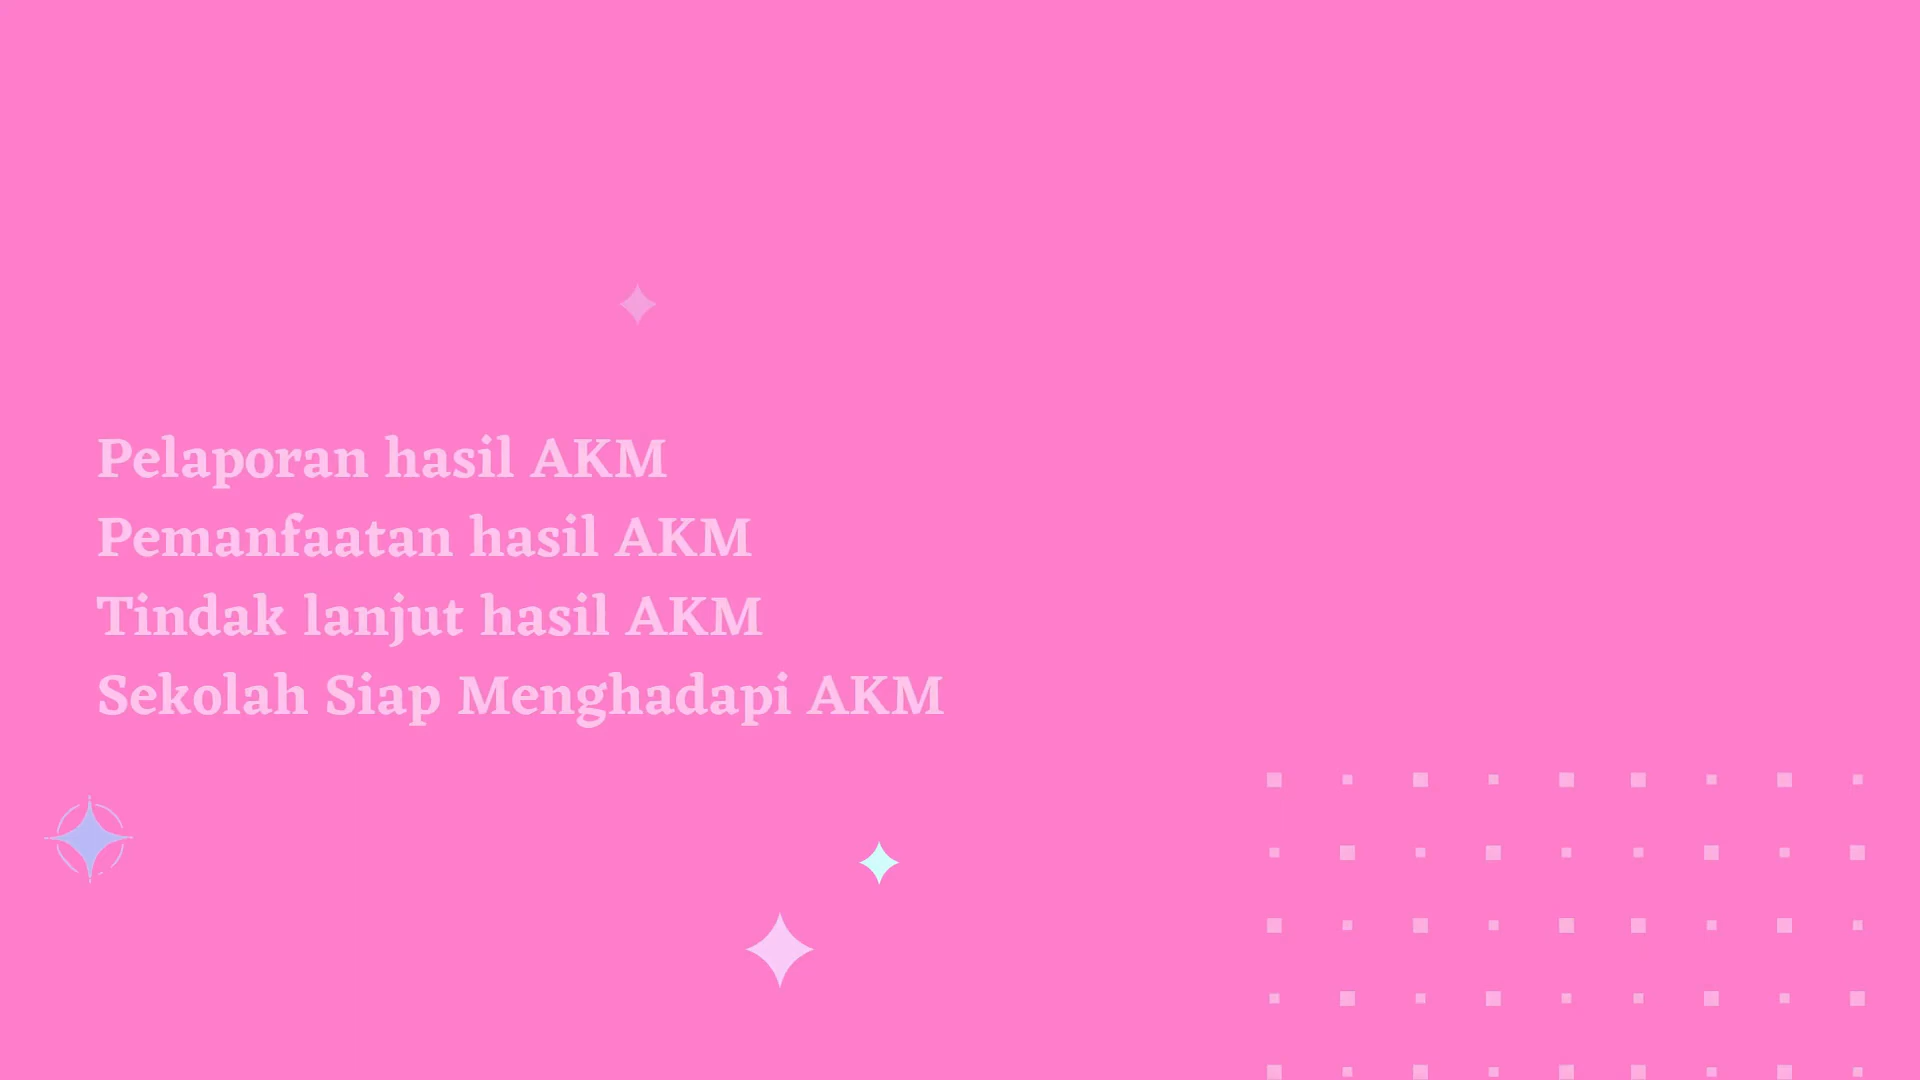 Pelaporan hasil AKM
Pemanfaatan hasil AKM
Tindak lanjut hasil AKM
Sekolah Siap Menghadapi AKM